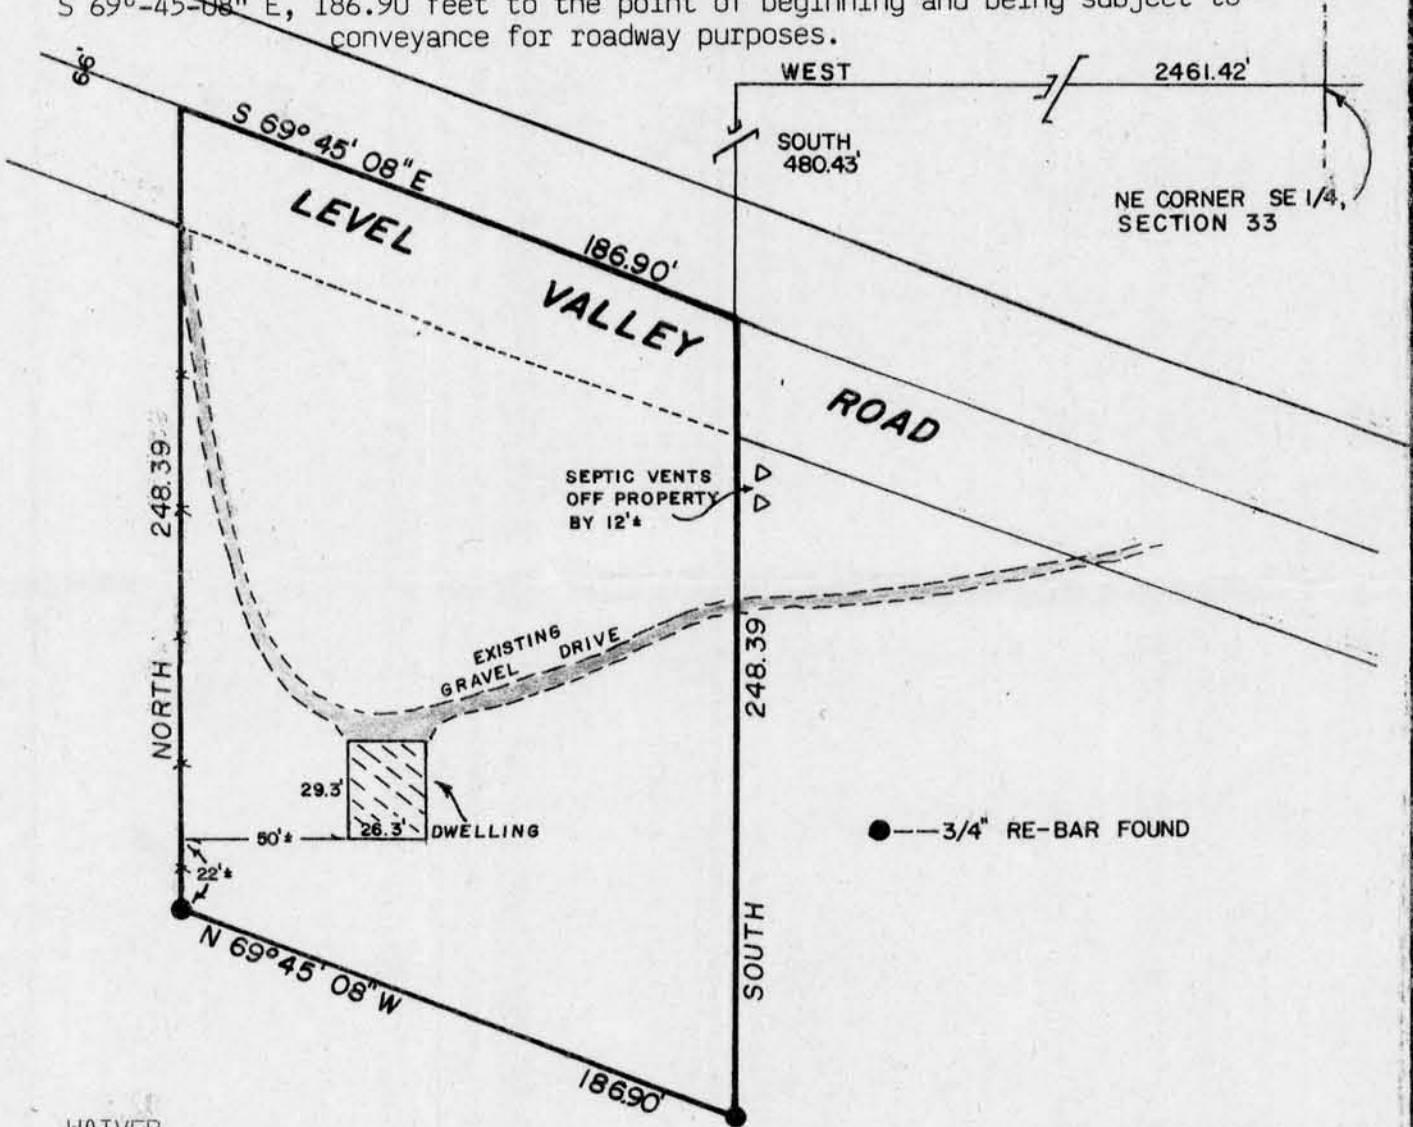 S 69º-45-08" E, 186.90 feet to the point of beginning and being subject to
conveyance for roadway purposes.
66'
WEST
2461.42'
S 69° 45' 08" E
SOUTH
480.43'
NE CORNER SE 1/4,
SECTION 33
LEVEL VALLEY ROAD
186.90'
248.39
NORTH
SEPTIC VENTS
OFF PROPERTY
BY 12'±
EXISTING
GRAVEL DRIVE
248.39
SOUTH
29.3'
26.3'
DWELLING
50'±
22'±
3/4" RE-BAR FOUND
N 69° 45' 08" W
186.90'
WAIVER